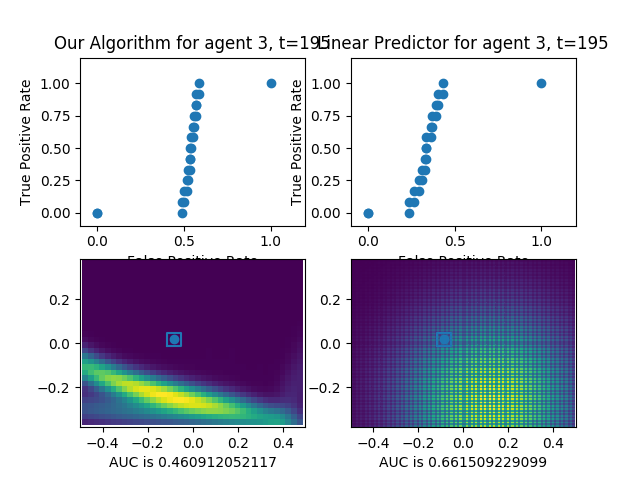 Our Algorithm for agent 3, t=195
Linear Predictor for agent 3, t=195
True Positive Rate
1.00
0.75
0.50
0.25
0.00
0.0 0.5 1.0
False Positive Rate
True Positive Rate
1.00
0.75
0.50
0.25
0.00
0.0 0.5 1.0
False Positive Rate
0.2
0.0
−0.2
−0.4 −0.2 0.0 0.2 0.4
AUC is 0.460912052117
0.2
0.0
−0.2
−0.4 −0.2 0.0 0.2 0.4
AUC is 0.661509229099